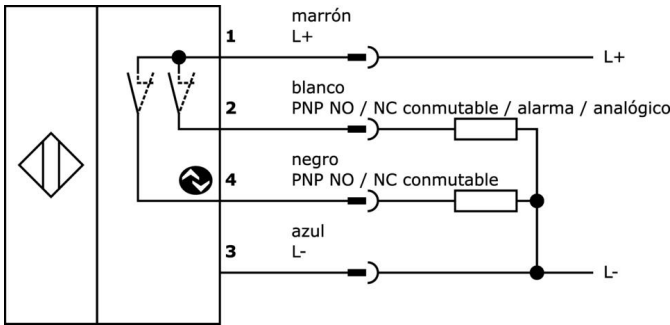 marrón
1 L+
L+
blanco
2 PNP NO / NC conmutable / alarma / analógico
negro
4 PNP NO / NC conmutable
azul
3 L-
L-